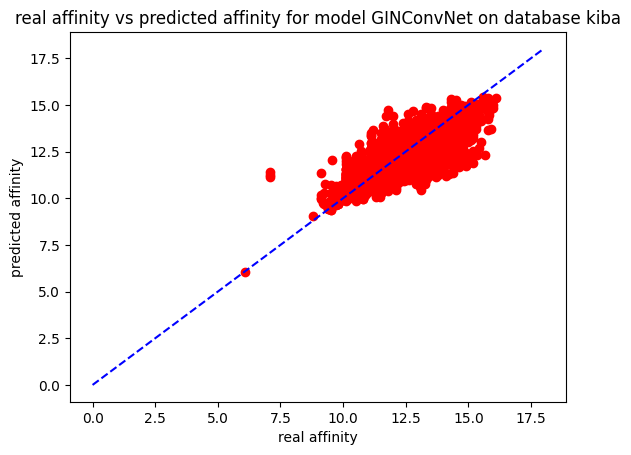 real affinity vs predicted affinity for model GINConvNet on database kiba
17.5
15.0
12.5
10.0
7.5
5.0
2.5
0.0
predicted affinity
0.0 2.5 5.0 7.5 10.0 12.5 15.0 17.5
real affinity